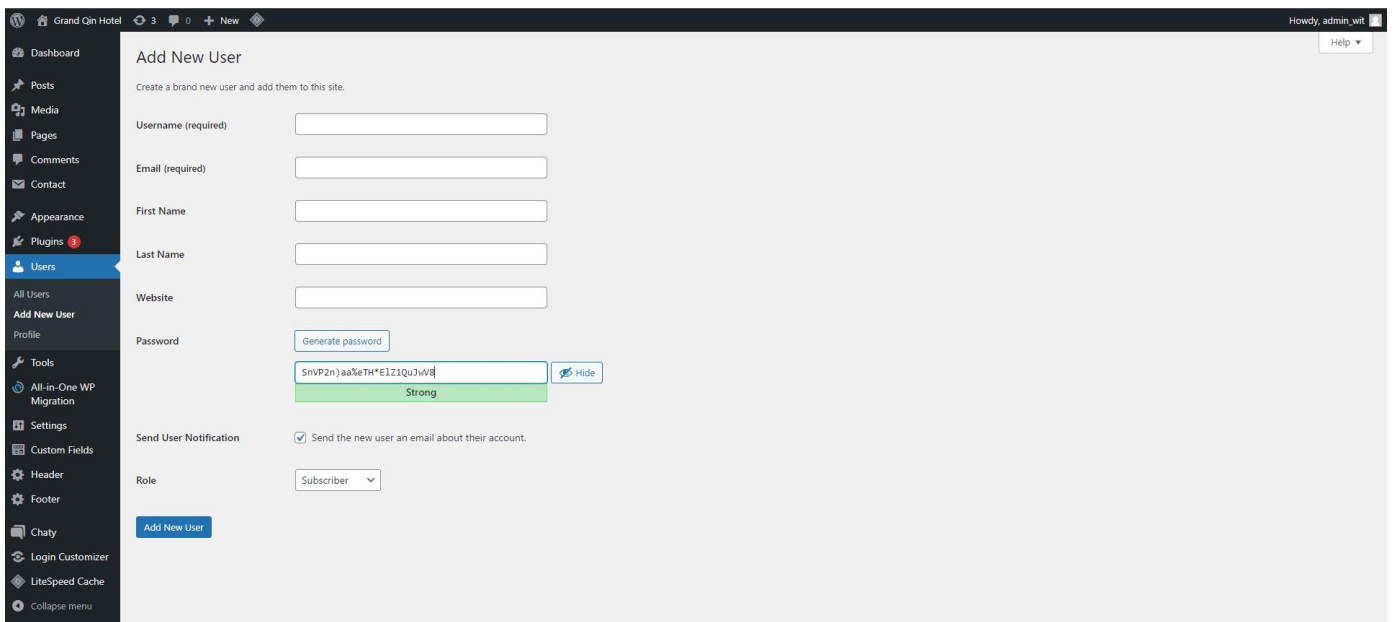 Grand Qin Hotel 3 0 New Howdy, admin_wit
Help
Dashboard
Posts
Media
Pages
Comments
Contact
Appearance
Plugins 3
Users
All Users
Add New User
Profile
Tools
All-in-One WP
Migration
Settings
Custom Fields
Header
Footer
Chaty
Login Customizer
LiteSpeed Cache
Collapse menu
Add New User
Create a brand new user and add them to this site.
Username (required)
Email (required)
First Name
Last Name
Website
Password Generate password
SnVP2n)aa%eTH*ElZ1QuJwV8 Hide
Strong
Send User Notification Send the new user an email about their account.
Role Subscriber
Add New User